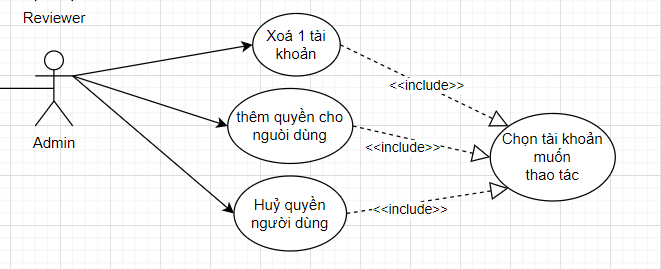 Reviewer
Admin
Xoá 1 tài
khoản
<<include>>
thêm quyền cho
nguòi dùng
<<include>>
Huỷ quyền
người dùng
<<include>>
Chọn tài khoản
muốn
thao tác